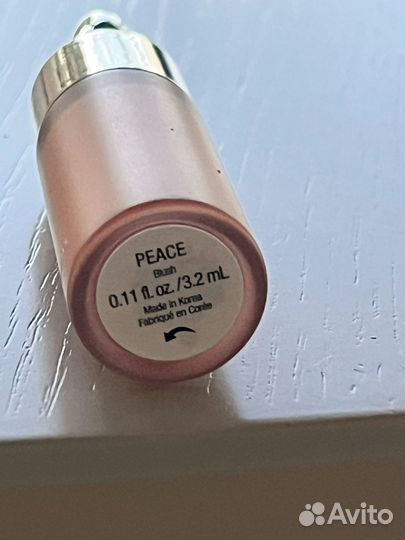 PEACE
Blush
0.11 fl. oz./3.2 mL
Made in Korea
Fabriqué en Corée
Avito